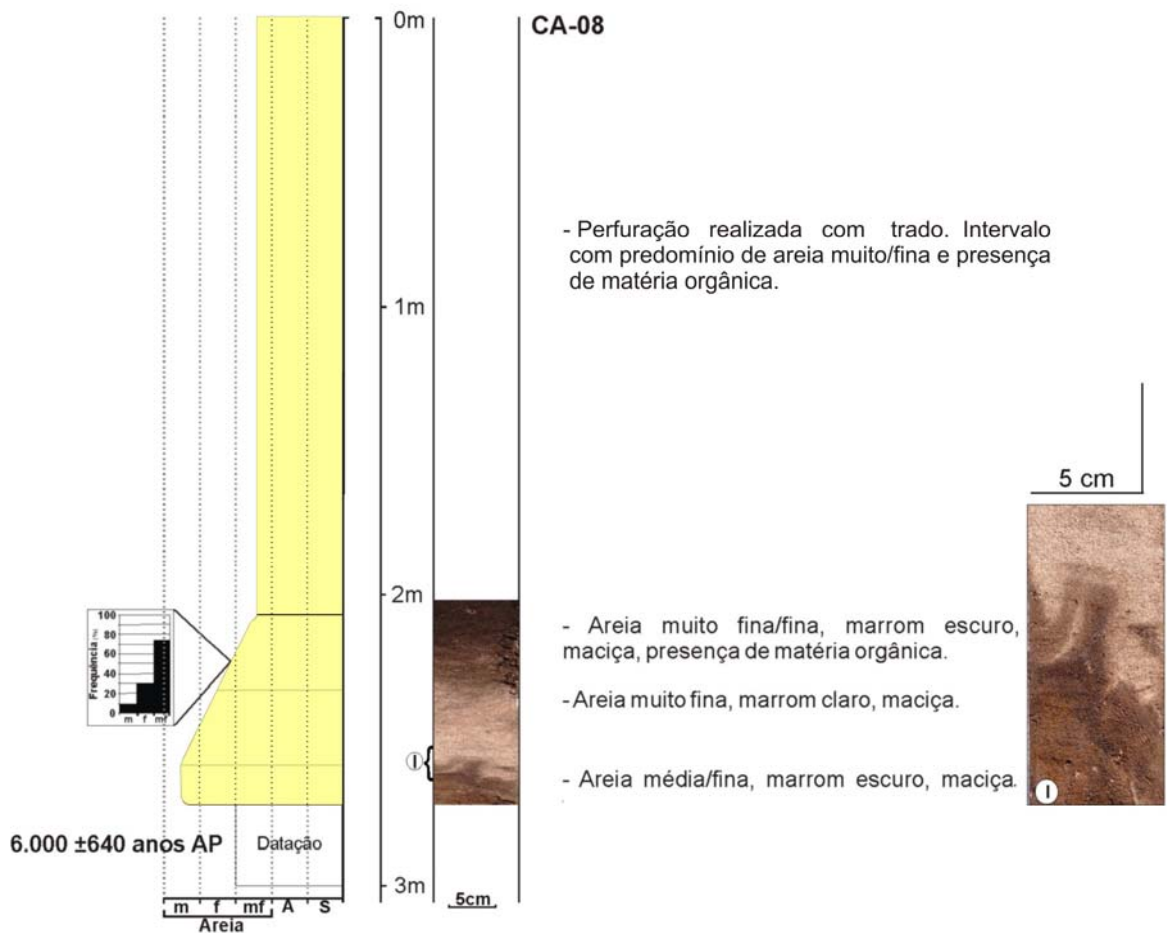 CA-08
0m
1m
2m
3m
- Perfuração realizada com trado. Intervalo
com predomínio de areia muito/fina e presença
de matéria orgânica.
5 cm
- Areia muito fina/fina, marrom escuro,
maciça, presença de matéria orgânica.
- Areia muito fina, marrom claro, maciça.
- Areia média/fina, marrom escuro, maciça.
I
I
100
80
60
40
20
0
Frequência (%)
m f mf
6.000 ±640 anos AP
Datação
m f mf A S
Areia
5cm